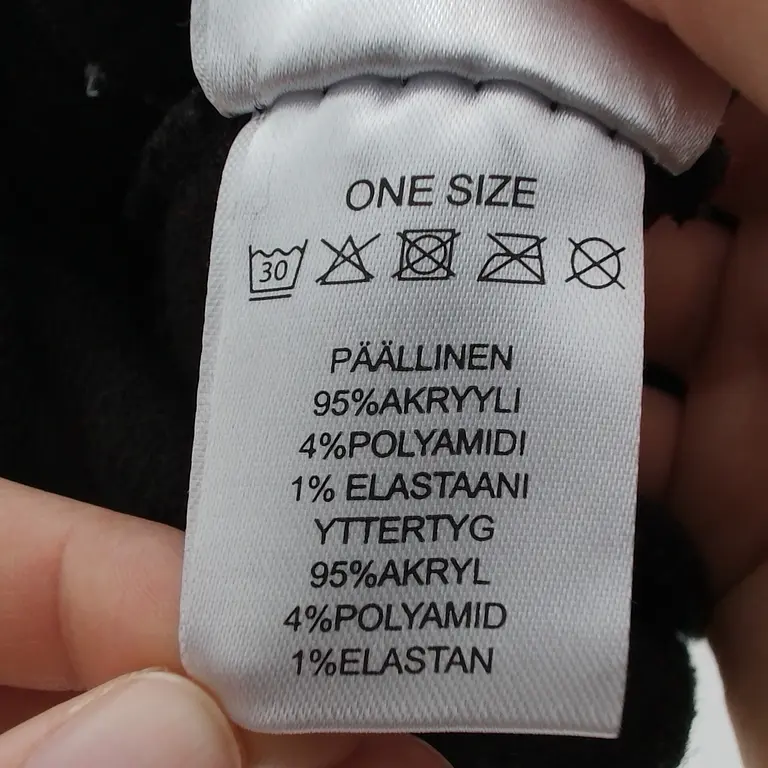 ONE SIZE
30
PÄÄLLINEN
95%AKRYYLI
4%POLYAMIDI
1% ELASTAANI
YTTERTYG
95%AKRYL
4%POLYAMID
1%ELASTAN